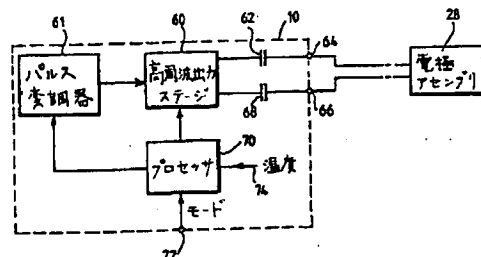 61
60
62
10
64
28
パルス
変調器
高周波出力
ステージ
電極
アセンブリ
68
66
70
プロセッサ
温度
74
モード
72